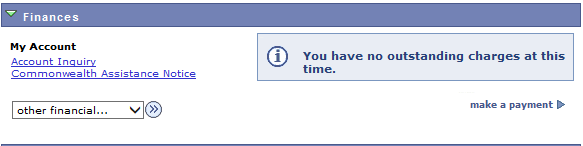 Finances
My Account
Account Inquiry
Commonwealth Assistance Notice
You have no outstanding charges at this
time.
other financial...
make a payment